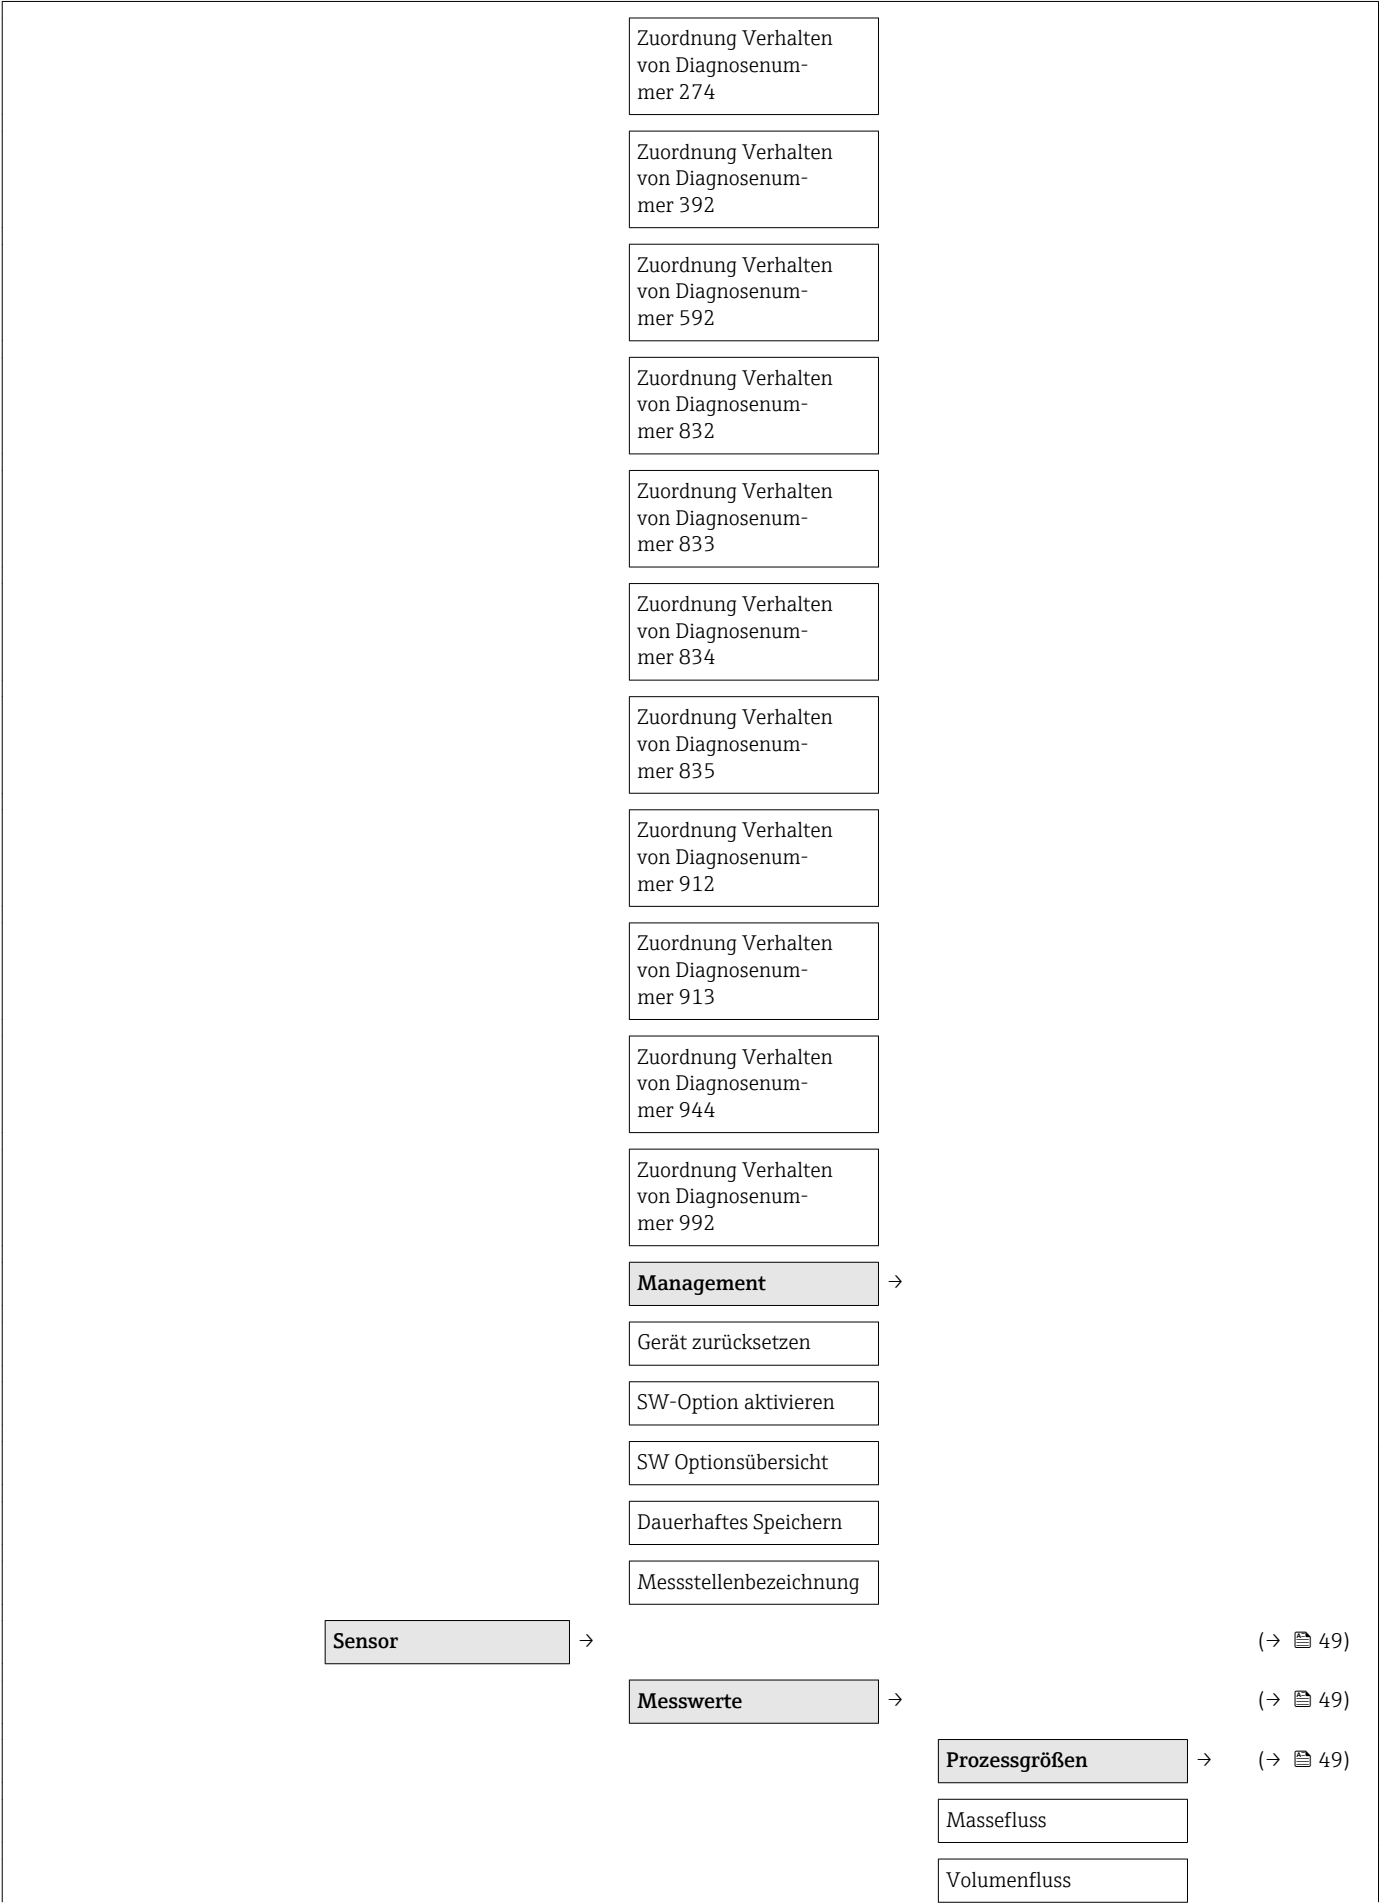 Zuordnung Verhalten
von Diagnosenum-
mer 274
Zuordnung Verhalten
von Diagnosenum-
mer 392
Zuordnung Verhalten
von Diagnosenum-
mer 592
Zuordnung Verhalten
von Diagnosenum-
mer 832
Zuordnung Verhalten
von Diagnosenum-
mer 833
Zuordnung Verhalten
von Diagnosenum-
mer 834
Zuordnung Verhalten
von Diagnosenum-
mer 835
Zuordnung Verhalten
von Diagnosenum-
mer 912
Zuordnung Verhalten
von Diagnosenum-
mer 913
Zuordnung Verhalten
von Diagnosenum-
mer 944
Zuordnung Verhalten
von Diagnosenum-
mer 992
Management →
Gerät zurücksetzen
SW-Option aktivieren
SW Optionsübersicht
Dauerhaftes Speichern
Messstellenbezeichnung
Sensor → (→ 49)
Messwerte → (→ 49)
Prozessgrößen → (→ 49)
Massefluss
Volumenfluss